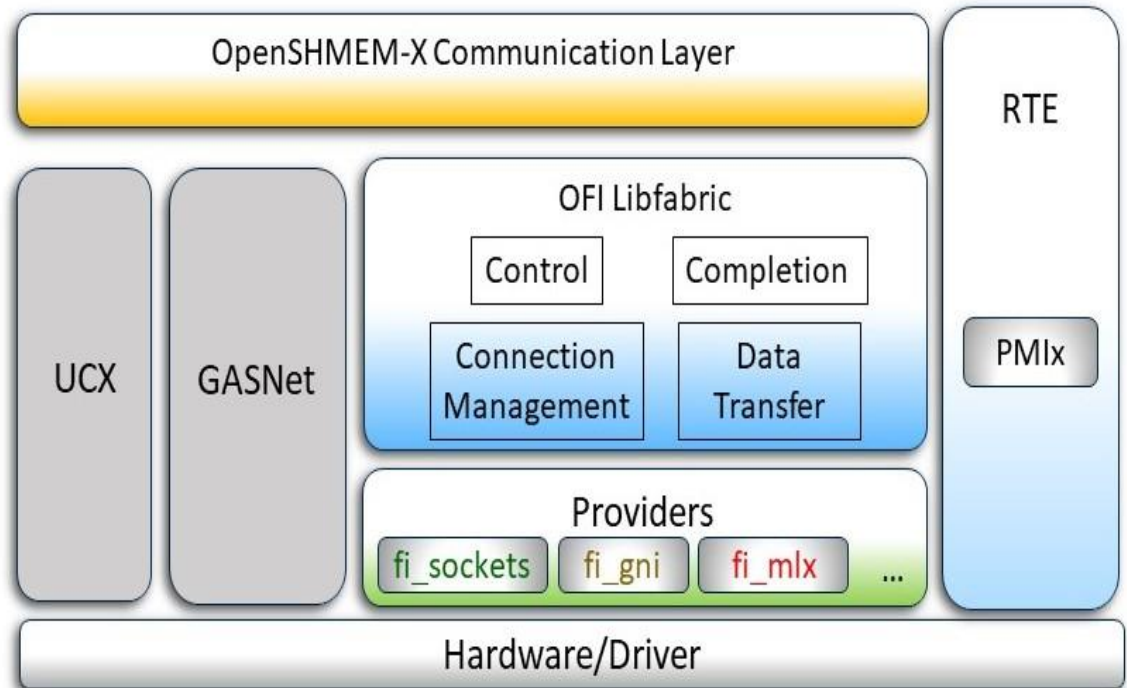 OpenSHMEM-X Communication Layer
RTE
OFI Libfabric
Control
Completion
UCX
GASNet
Connection
Management
Data
Transfer
PMIx
Providers
fi_sockets
fi_gni
fi_mlx
...
Hardware/Driver